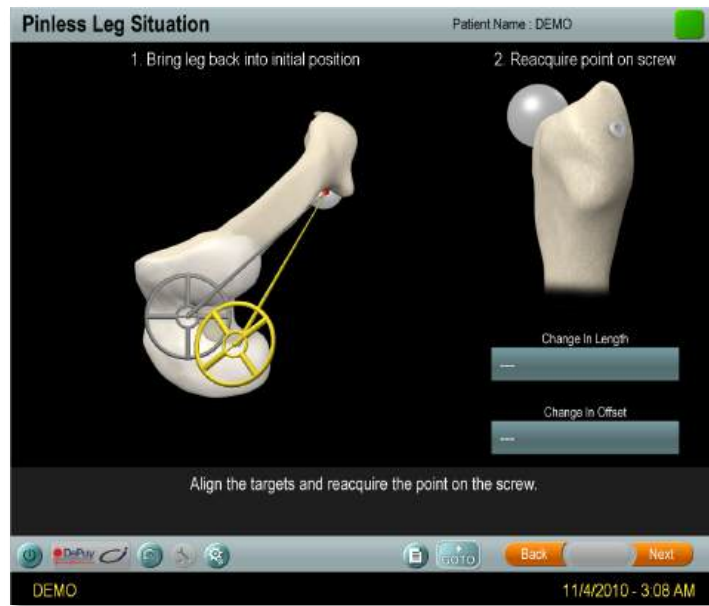 Pinless Leg Situation
Patient Name : DEMO
1. Bring leg back into initial position
2. Reacquire point on screw
Change In Length
---
Change In Offset
---
Align the targets and reacquire the point on the screw.
DePuy Ci
GOTO
Back
Next
DEMO
11/4/2010 - 3:08 AM